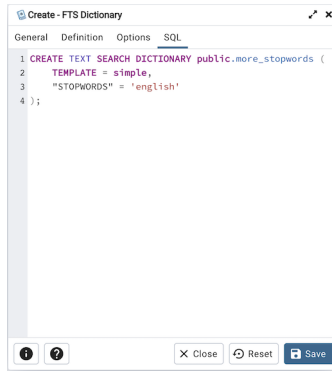 Create - FTS Dictionary
General Definition Options SQL
1 CREATE TEXT SEARCH DICTIONARY public.more_stopwords (
2 TEMPLATE = simple,
3 "STOPWORDS" = 'english'
4 );
Close Reset Save